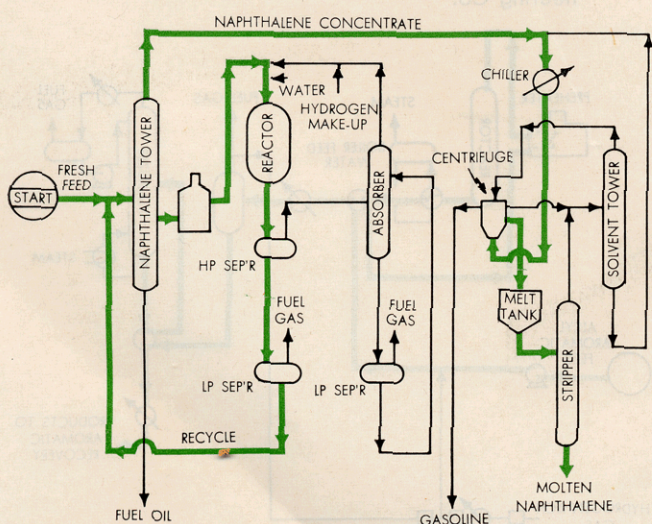 NAPHTHALENE CONCENTRATE
CHILLER
WATER
HYDROGEN
MAKE-UP
REACTOR
NAPHTHALENE TOWER
CENTRIFUGE
ABSORBER
SOLVENT TOWER
FRESH
FEED
START
HP SEP'R
MELT
TANK
FUEL
GAS
FUEL
GAS
STRIPPER
LP SEP'R
LP SEP'R
RECYCLE
MOLTEN
NAPHTHALENE
FUEL OIL
GASOLINE